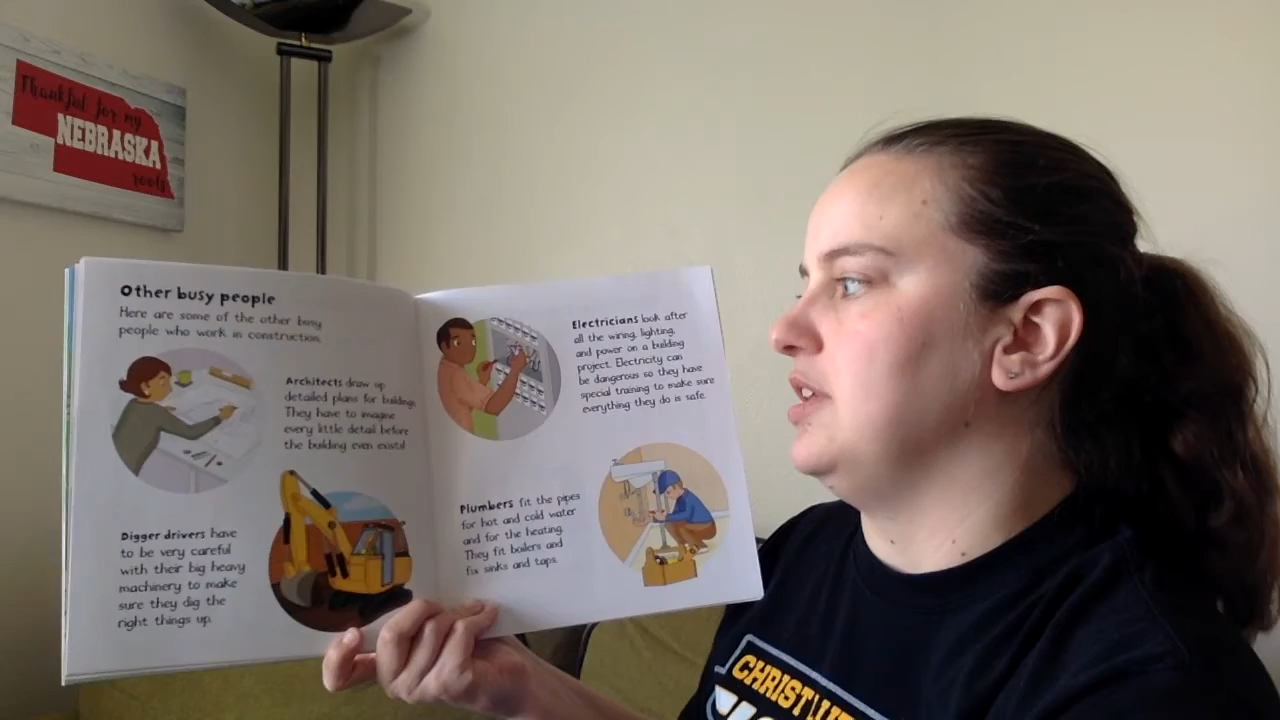 Thankful for my
NEBRASKA
roots
Other busy people
Here are some of the other busy
people who work in construction.
Architects draw up
detailed plans for buildings.
They have to imagine
every little detail before
the building even exists!
Digger drivers have
to be very careful
with their big heavy
machinery to make
sure they dig the
right things up.
Electricians look after
all the wiring, lighting,
and power on a building
project. Electricity can
be dangerous so they have
special training to make sure
everything they do is safe.
Plumbers fit the pipes
for hot and cold water
and for the heating.
They fit boilers and
fix sinks and taps.
CHRIST